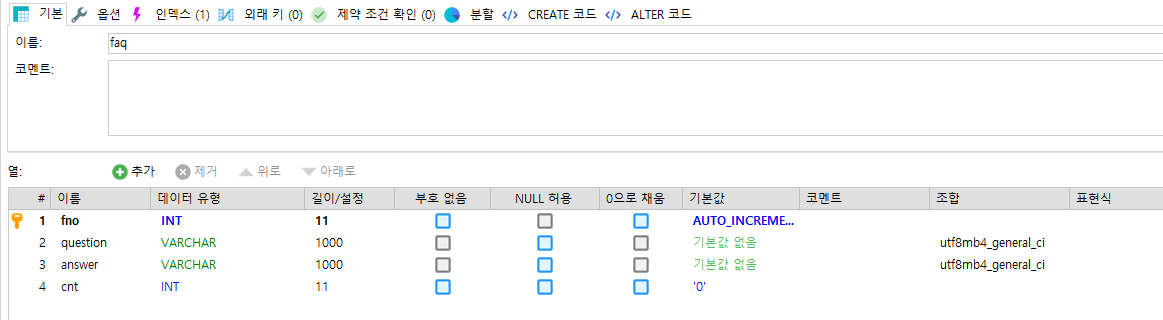 기본 옵션 인덱스 (1) 외래 키 (0) 제약 조건 확인 (0) 분할 </> CREATE 코드 </> ALTER 코드
이름: faq
코멘트:
열: 추가 제거 위로 아래로
# 이름 데이터 유형 길이/설정 부호 없음 NULL 허용 0으로 채움 기본값 코멘트 조합 표현식
1 fno INT 11 AUTO_INCREME...
2 question VARCHAR 1000 기본값 없음 utf8mb4_general_ci
3 answer VARCHAR 1000 기본값 없음 utf8mb4_general_ci
4 cnt INT 11 '0'